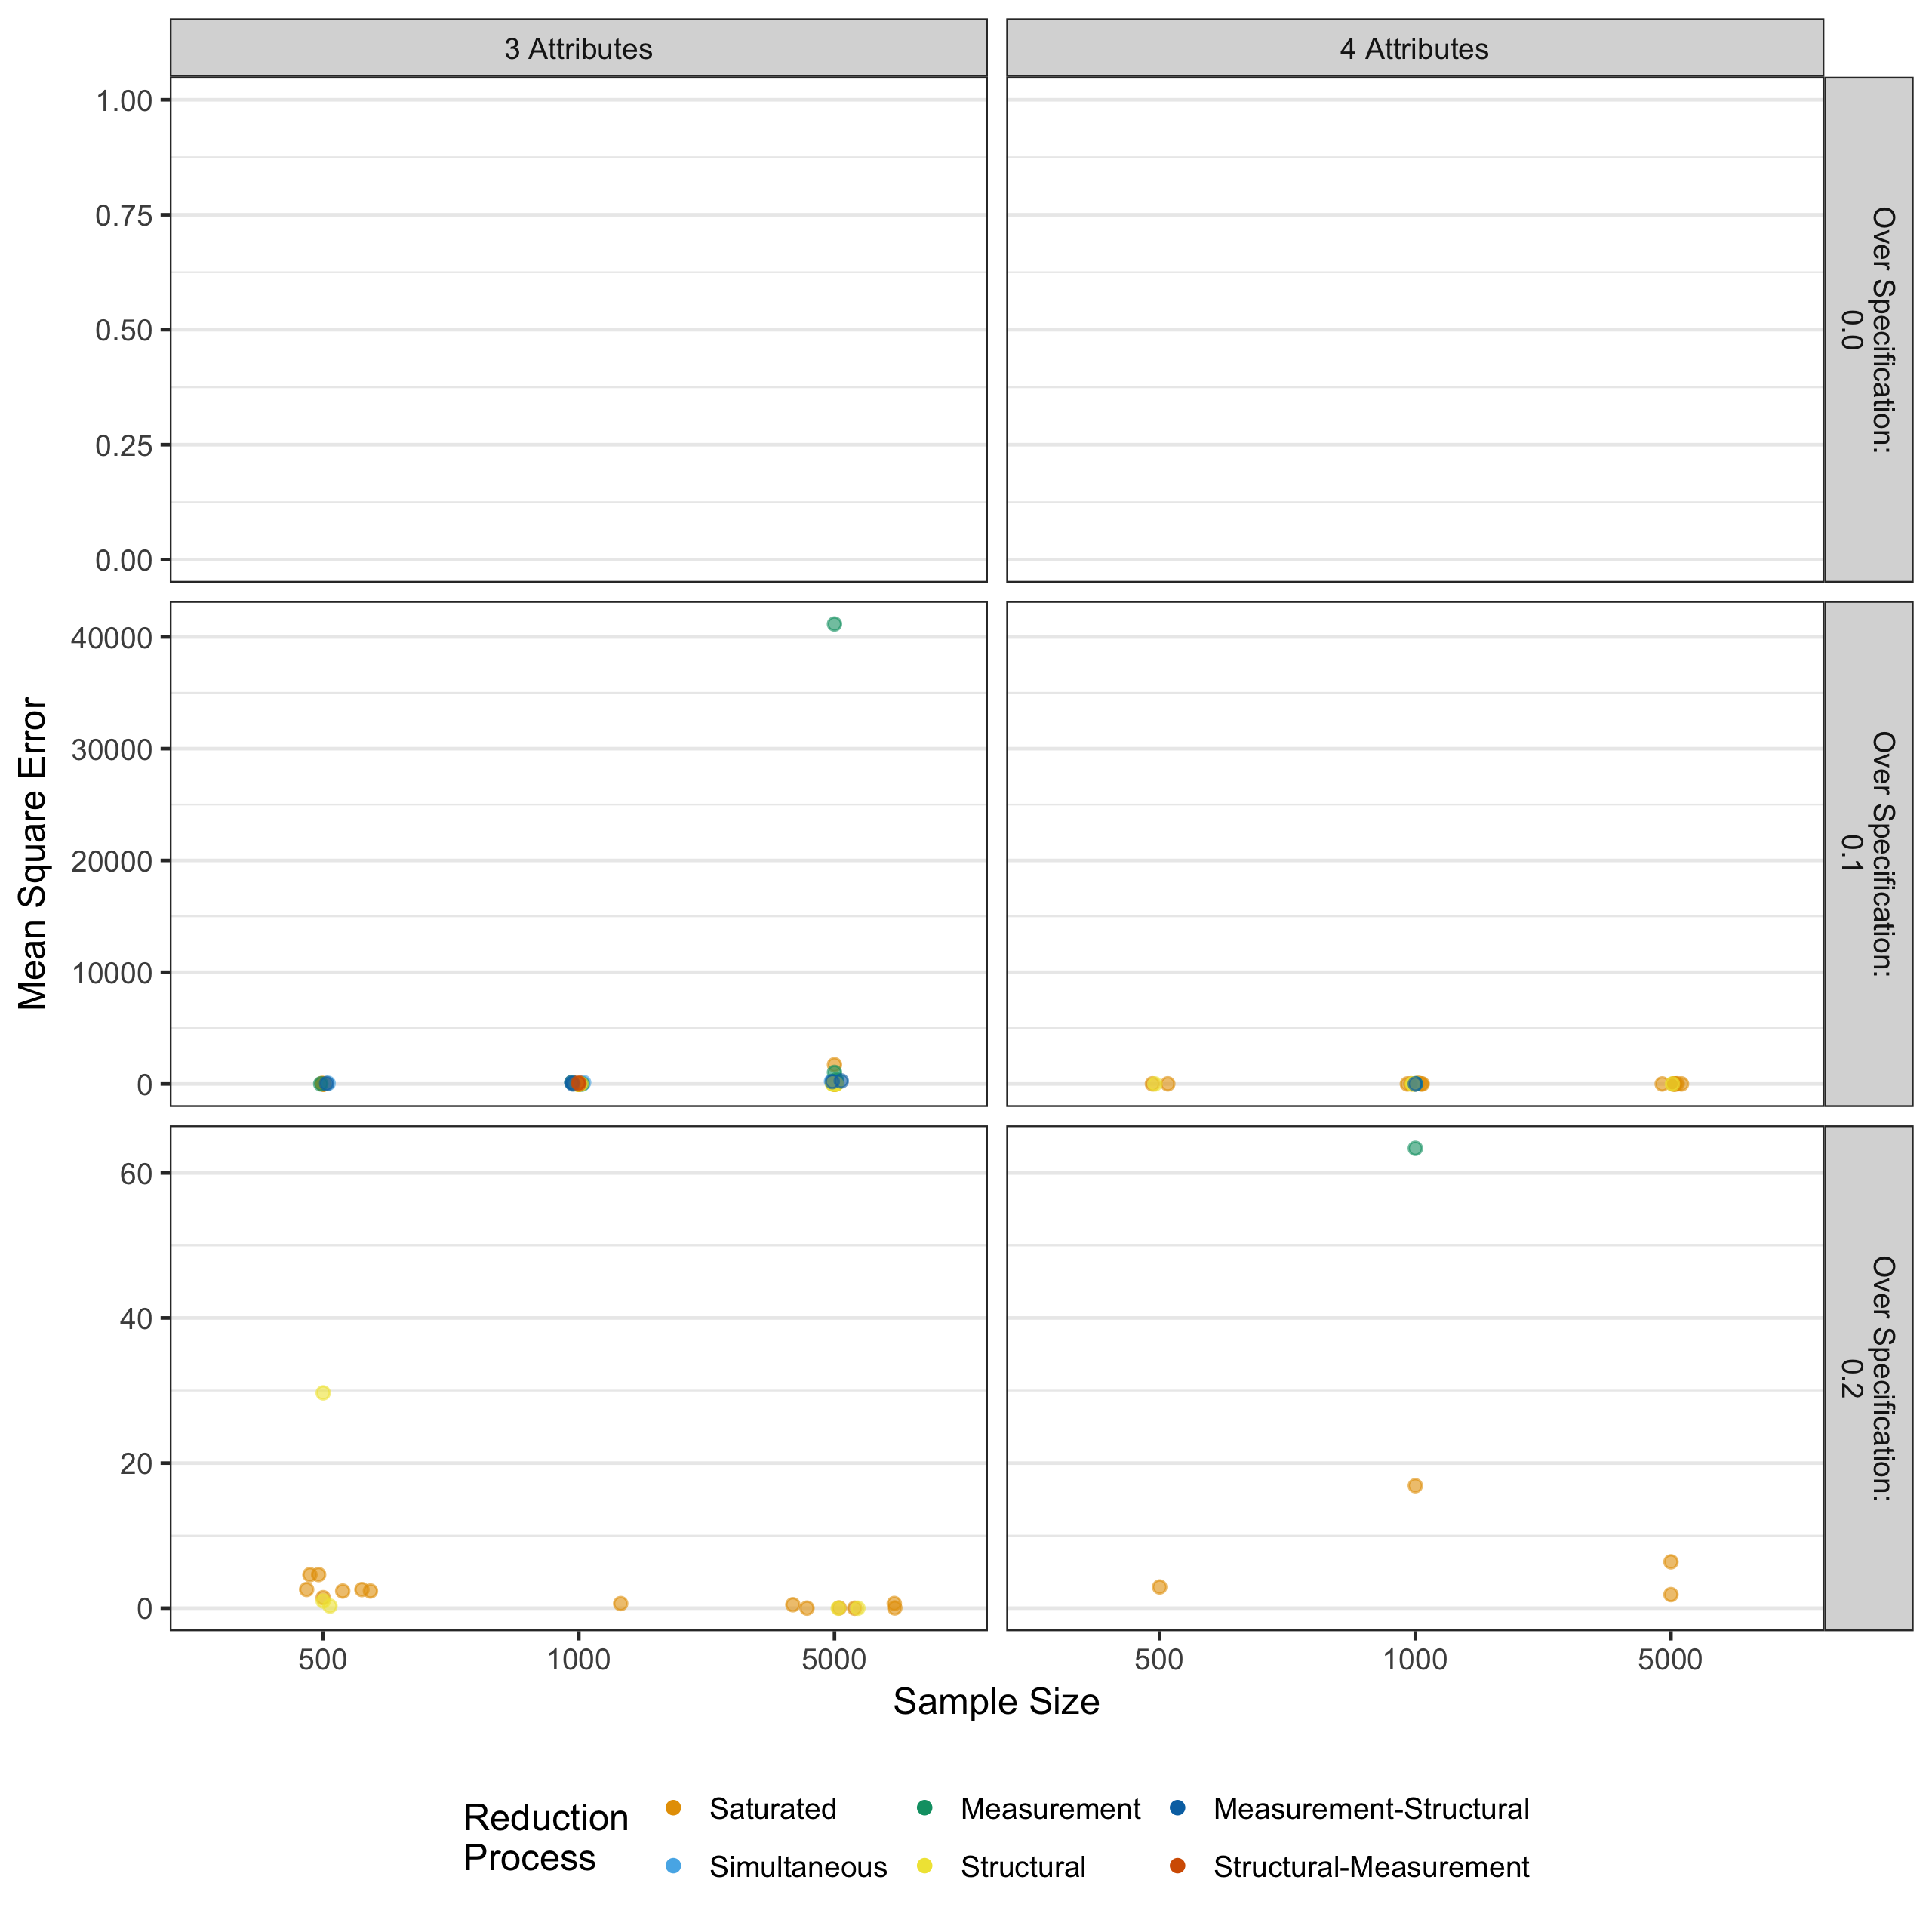 3 Attributes
4 Attributes
1.00
0.75
0.50
0.25
0.00
Over Specification:
0.0
Mean Square Error
40000
30000
20000
10000
0
Over Specification:
0.1
60
40
20
0
Over Specification:
0.2
500
1000
5000
500
1000
5000
Sample Size
Reduction
Process
Saturated
Measurement
Measurement-Structural
Simultaneous
Structural
Structural-Measurement